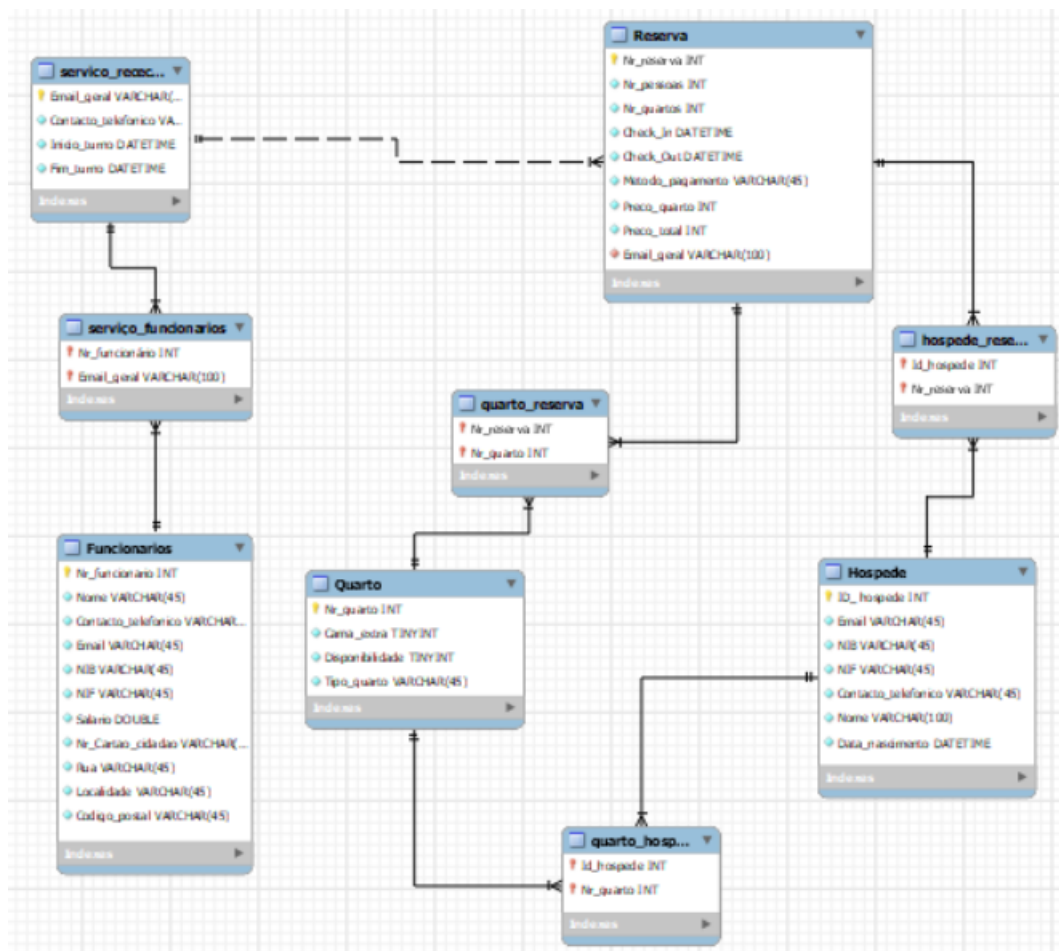 servico_recec...
Email_geral VARCHAR(...
Contacto_telefonico VA...
Inicio_turno DATETIME
Fim_turno DATETIME
Indexes
Reserva
Nr_reserva INT
Nr_pessoas INT
Nr_quartos INT
Check_In DATETIME
Check_Out DATETIME
Metodo_pagamento VARCHAR(45)
Preco_quarto INT
Preco_total INT
Email_geral VARCHAR(100)
Indexes
serviço_funcionarios
Nr_funcionário INT
Email_geral VARCHAR(100)
Indexes
hospede_rese...
Id_hospede INT
Nr_reserva INT
Indexes
quarto_reserva
Nr_reserva INT
Nr_quarto INT
Indexes
Funcionarios
Nr_funcionario INT
Nome VARCHAR(45)
Contacto_telefonico VARCHAR...
Email VARCHAR(45)
NIB VARCHAR(45)
NIF VARCHAR(45)
Salario DOUBLE
Nr_Cartao_cidadao VARCHAR(...
Rua VARCHAR(45)
Localidade VARCHAR(45)
Codigo_postal VARCHAR(45)
Indexes
Quarto
Nr_quarto INT
Cama_extra TINYINT
Disponibilidade TINYINT
Tipo_quarto VARCHAR(45)
Indexes
Hospede
ID_ hospede INT
Email VARCHAR(45)
NIB VARCHAR(45)
NIF VARCHAR(45)
Contacto_telefonico VARCHAR(45)
Nome VARCHAR(100)
Data_nascimento DATETIME
Indexes
quarto_hosp...
Id_hospede INT
Nr_quarto INT
Indexes